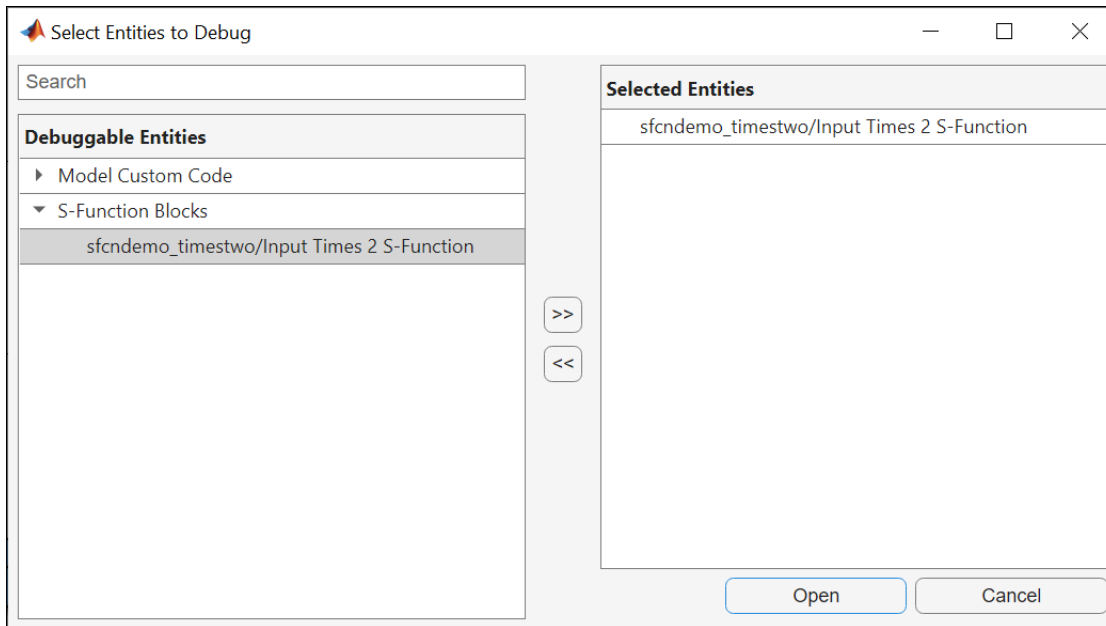 Select Entities to Debug
Search
Debuggable Entities
Model Custom Code
S-Function Blocks
sfcndemo_timestwo/Input Times 2 S-Function
>>
<<
Selected Entities
sfcndemo_timestwo/Input Times 2 S-Function
Open
Cancel